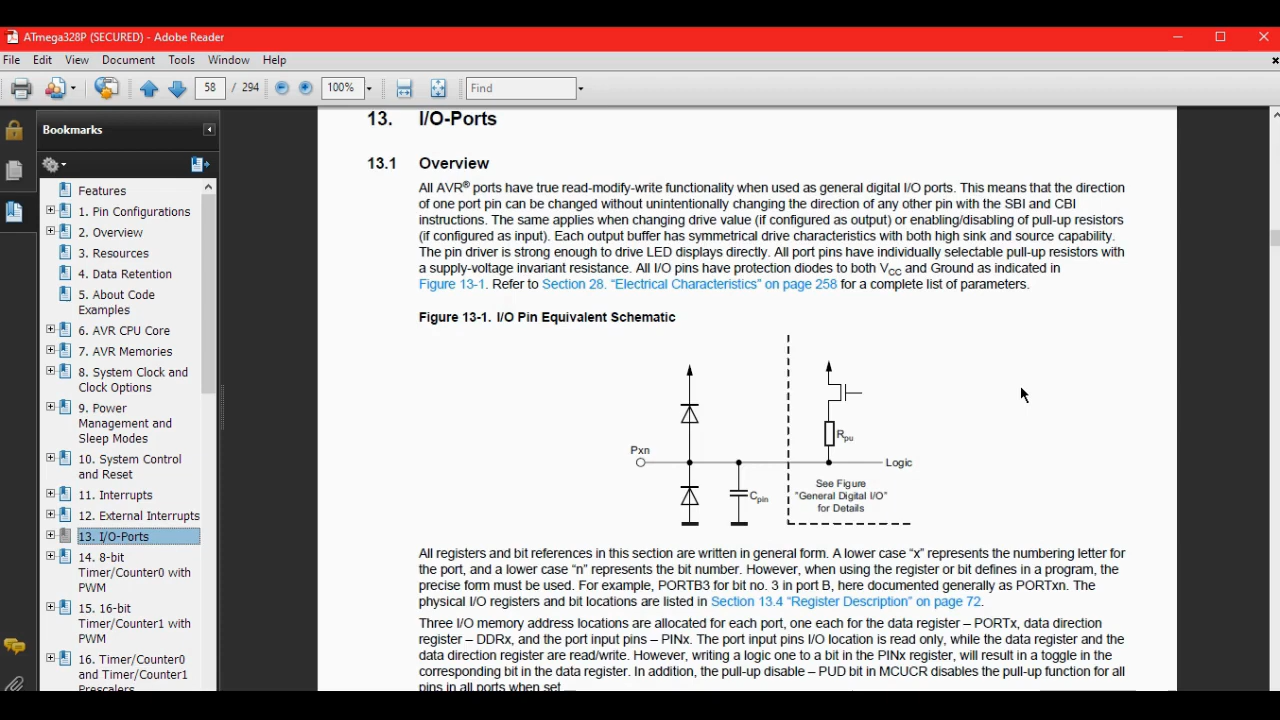 ATmega328P (SECURED) - Adobe Reader
File Edit View Document Tools Window Help
58 / 294 100% Find
Bookmarks
Features
1. Pin Configurations
2. Overview
3. Resources
4. Data Retention
5. About Code
Examples
6. AVR CPU Core
7. AVR Memories
8. System Clock and
Clock Options
9. Power
Management and
Sleep Modes
10. System Control
and Reset
11. Interrupts
12. External Interrupts
13. I/O-Ports
14. 8-bit
Timer/Counter0 with
PWM
15. 16-bit
Timer/Counter1 with
PWM
16. Timer/Counter0
and Timer/Counter1
Prescalers
13. I/O-Ports
13.1 Overview
All AVR® ports have true read-modify-write functionality when used as general digital I/O ports. This means that the direction
of one port pin can be changed without unintentionally changing the direction of any other pin with the SBI and CBI
instructions. The same applies when changing drive value (if configured as output) or enabling/disabling of pull-up resistors
(if configured as input). Each output buffer has symmetrical drive characteristics with both high sink and source capability.
The pin driver is strong enough to drive LED displays directly. All port pins have individually selectable pull-up resistors with
a supply-voltage invariant resistance. All I/O pins have protection diodes to both VCC and Ground as indicated in
Figure 13-1. Refer to Section 28. “Electrical Characteristics” on page 258 for a complete list of parameters.
Figure 13-1. I/O Pin Equivalent Schematic
Pxn
Rpu
Logic
Cpin
See Figure
"General Digital I/O"
for Details
All registers and bit references in this section are written in general form. A lower case “x” represents the numbering letter for
the port, and a lower case “n” represents the bit number. However, when using the register or bit defines in a program, the
precise form must be used. For example, PORTB3 for bit no. 3 in port B, here documented generally as PORTxn. The
physical I/O registers and bit locations are listed in Section 13.4 “Register Description” on page 72.
Three I/O memory address locations are allocated for each port, one each for the data register – PORTx, data direction
register – DDRx, and the port input pins – PINx. The port input pins I/O location is read only, while the data register and the
data direction register are read/write. However, writing a logic one to a bit in the PINx register, will result in a toggle in the
corresponding bit in the data register. In addition, the pull-up disable – PUD bit in MCUCR disables the pull-up function for all
pins in all ports when set.